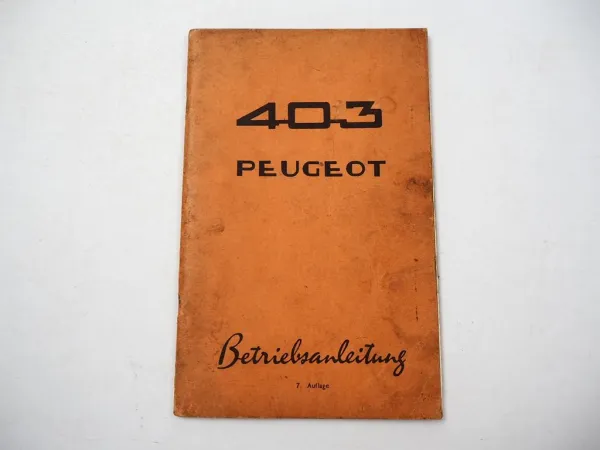 403
PEUGEOT
Betriebsanleitung
7. Auflage